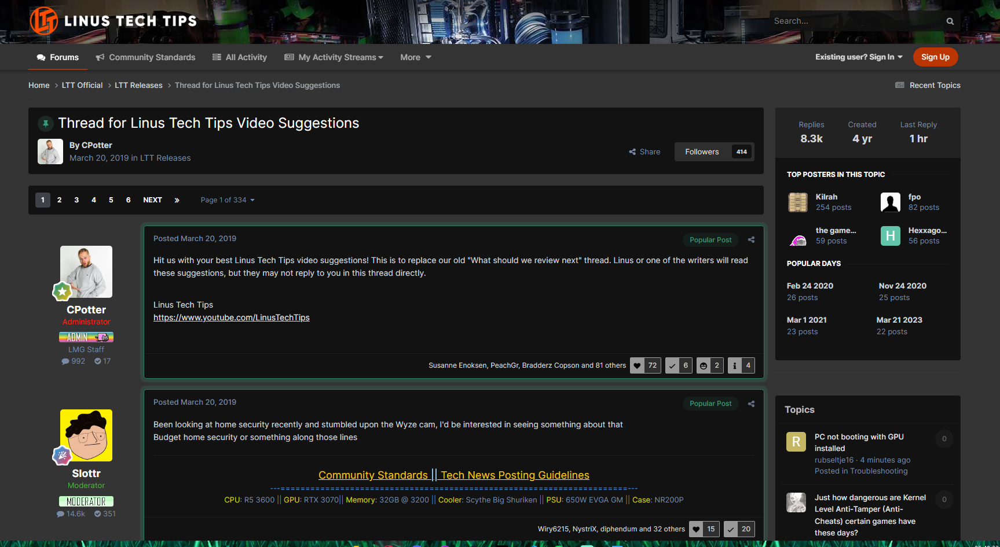 LINUS TECH TIPS
Search...
Forums
Community Standards
All Activity
My Activity Streams
More
Existing user? Sign In
Sign Up
Home > LTT Official > LTT Releases > Thread for Linus Tech Tips Video Suggestions
Recent Topics
Thread for Linus Tech Tips Video Suggestions
By CPotter
March 20, 2019 in LTT Releases
Share
Followers 414
1 2 3 4 5 6 NEXT » Page 1 of 334
Posted March 20, 2019
Popular Post
Hit us with your best Linus Tech Tips video suggestions! This is to replace our old "What should we review next" thread. Linus or one of the writers will read
these suggestions, but they may not reply to you in this thread directly.
Linus Tech Tips
https://www.youtube.com/LinusTechTips
CPotter
Administrator
ADMIN
LMG Staff
992 17
Susanne Enoksen, PeachGr, Bradderz Copson and 81 others 72 6 2 4
Posted March 20, 2019
Popular Post
Been looking at home security recently and stumbled upon the Wyze cam, I'd be interested in seeing something about that
Budget home security or something along those lines
Community Standards || Tech News Posting Guidelines
CPU: R5 3600 || GPU: RTX 3070|| Memory: 32GB @ 3200 || Cooler: Scythe Big Shuriken || PSU: 650W EVGA GM || Case: NR200P
Slottr
Moderator
MODERATOR
14.6k 351
Wiry6215, NystriX, diphendum and 32 others 15 20
Replies Created Last Reply
8.3k 4 yr 1 hr
TOP POSTERS IN THIS TOPIC
Kilrah
254 posts
fpo
82 posts
the game...
59 posts
H
Hexxago...
56 posts
POPULAR DAYS
Feb 24 2020
26 posts
Nov 24 2020
25 posts
Mar 1 2021
23 posts
Mar 21 2023
22 posts
Topics
R
PC not booting with GPU
installed
0
rubseltje16 · 4 minutes ago
Posted in Troubleshooting
Just how dangerous are Kernel
Level Anti-Tamper (Anti-
Cheats) certain games have
these days?
0